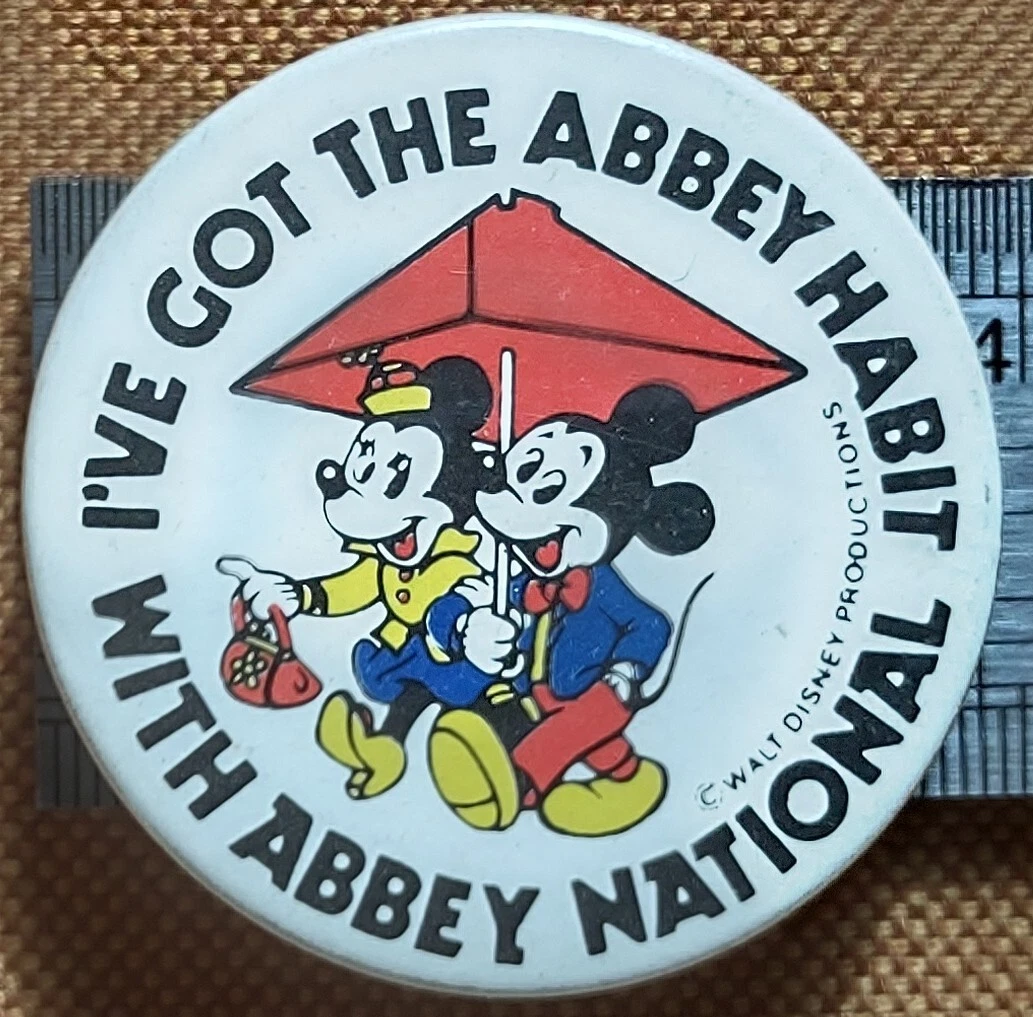 I'VE GOT THE ABBEY HABIT
WITH ABBEY NATIONAL
© WALT DISNEY PRODUCTIONS
4